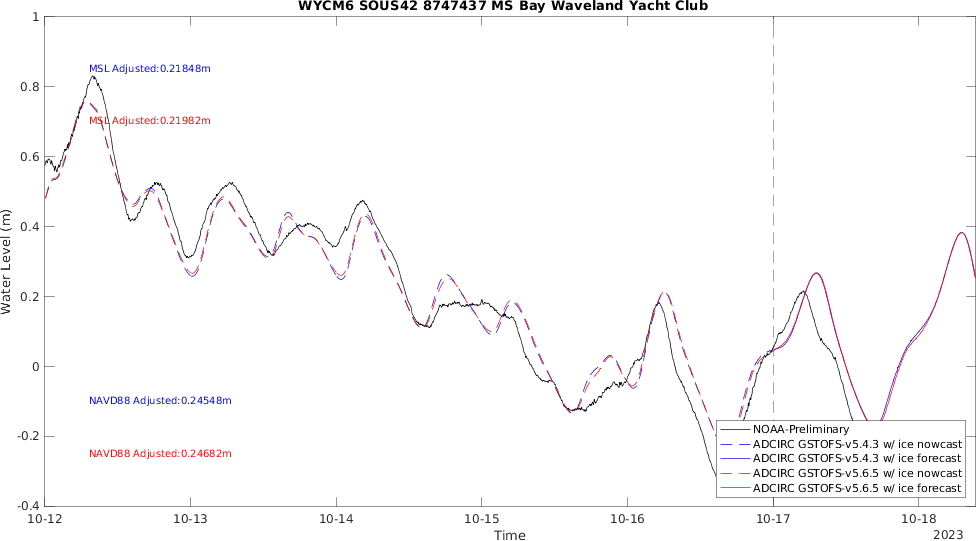 WYCM6 SOUS42 8747437 MS Bay Waveland Yacht Club
1
0.8
0.6
0.4
0.2
0
-0.2
-0.4
Water Level (m)
MSL Adjusted:0.21848m
MSL Adjusted:0.21982m
NAVD88 Adjusted:0.24548m
NAVD88 Adjusted:0.24682m
NOAA-Preliminary
ADCIRC GSTOFS-v5.4.3 w/ ice nowcast
ADCIRC GSTOFS-v5.4.3 w/ ice forecast
ADCIRC GSTOFS-v5.6.5 w/ ice nowcast
ADCIRC GSTOFS-v5.6.5 w/ ice forecast
10-12 10-13 10-14 10-15 10-16 10-17 10-18
Time
2023